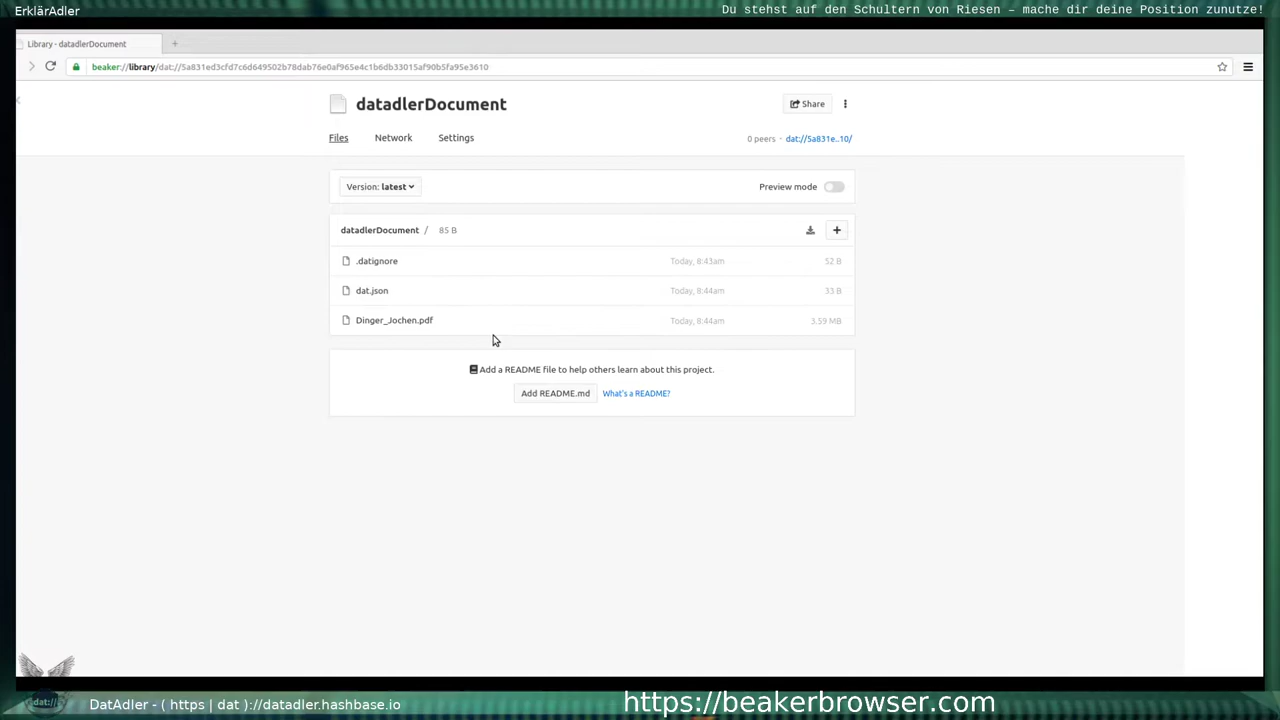 ErklärAdler
Du stehst auf den Schultern von Riesen – mache dir deine Position zunutze!
Library - datadlerDocument
beaker://library/dat://5a831ed3cfd7c6d649502b78dab76e0af965e4c1b6db33015af90b5fa95e3610
datadlerDocument
Share
Files Network Settings
0 peers · dat://5a831e..10/
Version: latest
Preview mode
datadlerDocument / 85 B
.datignore Today, 8:43am 52 B
dat.json Today, 8:44am 33 B
Dinger_Jochen.pdf Today, 8:44am 3.59 MB
Add a README file to help others learn about this project.
Add README.md What's a README?
dat://
DatAdler - ( https | dat )://datadler.hashbase.io
https://beakerbrowser.com